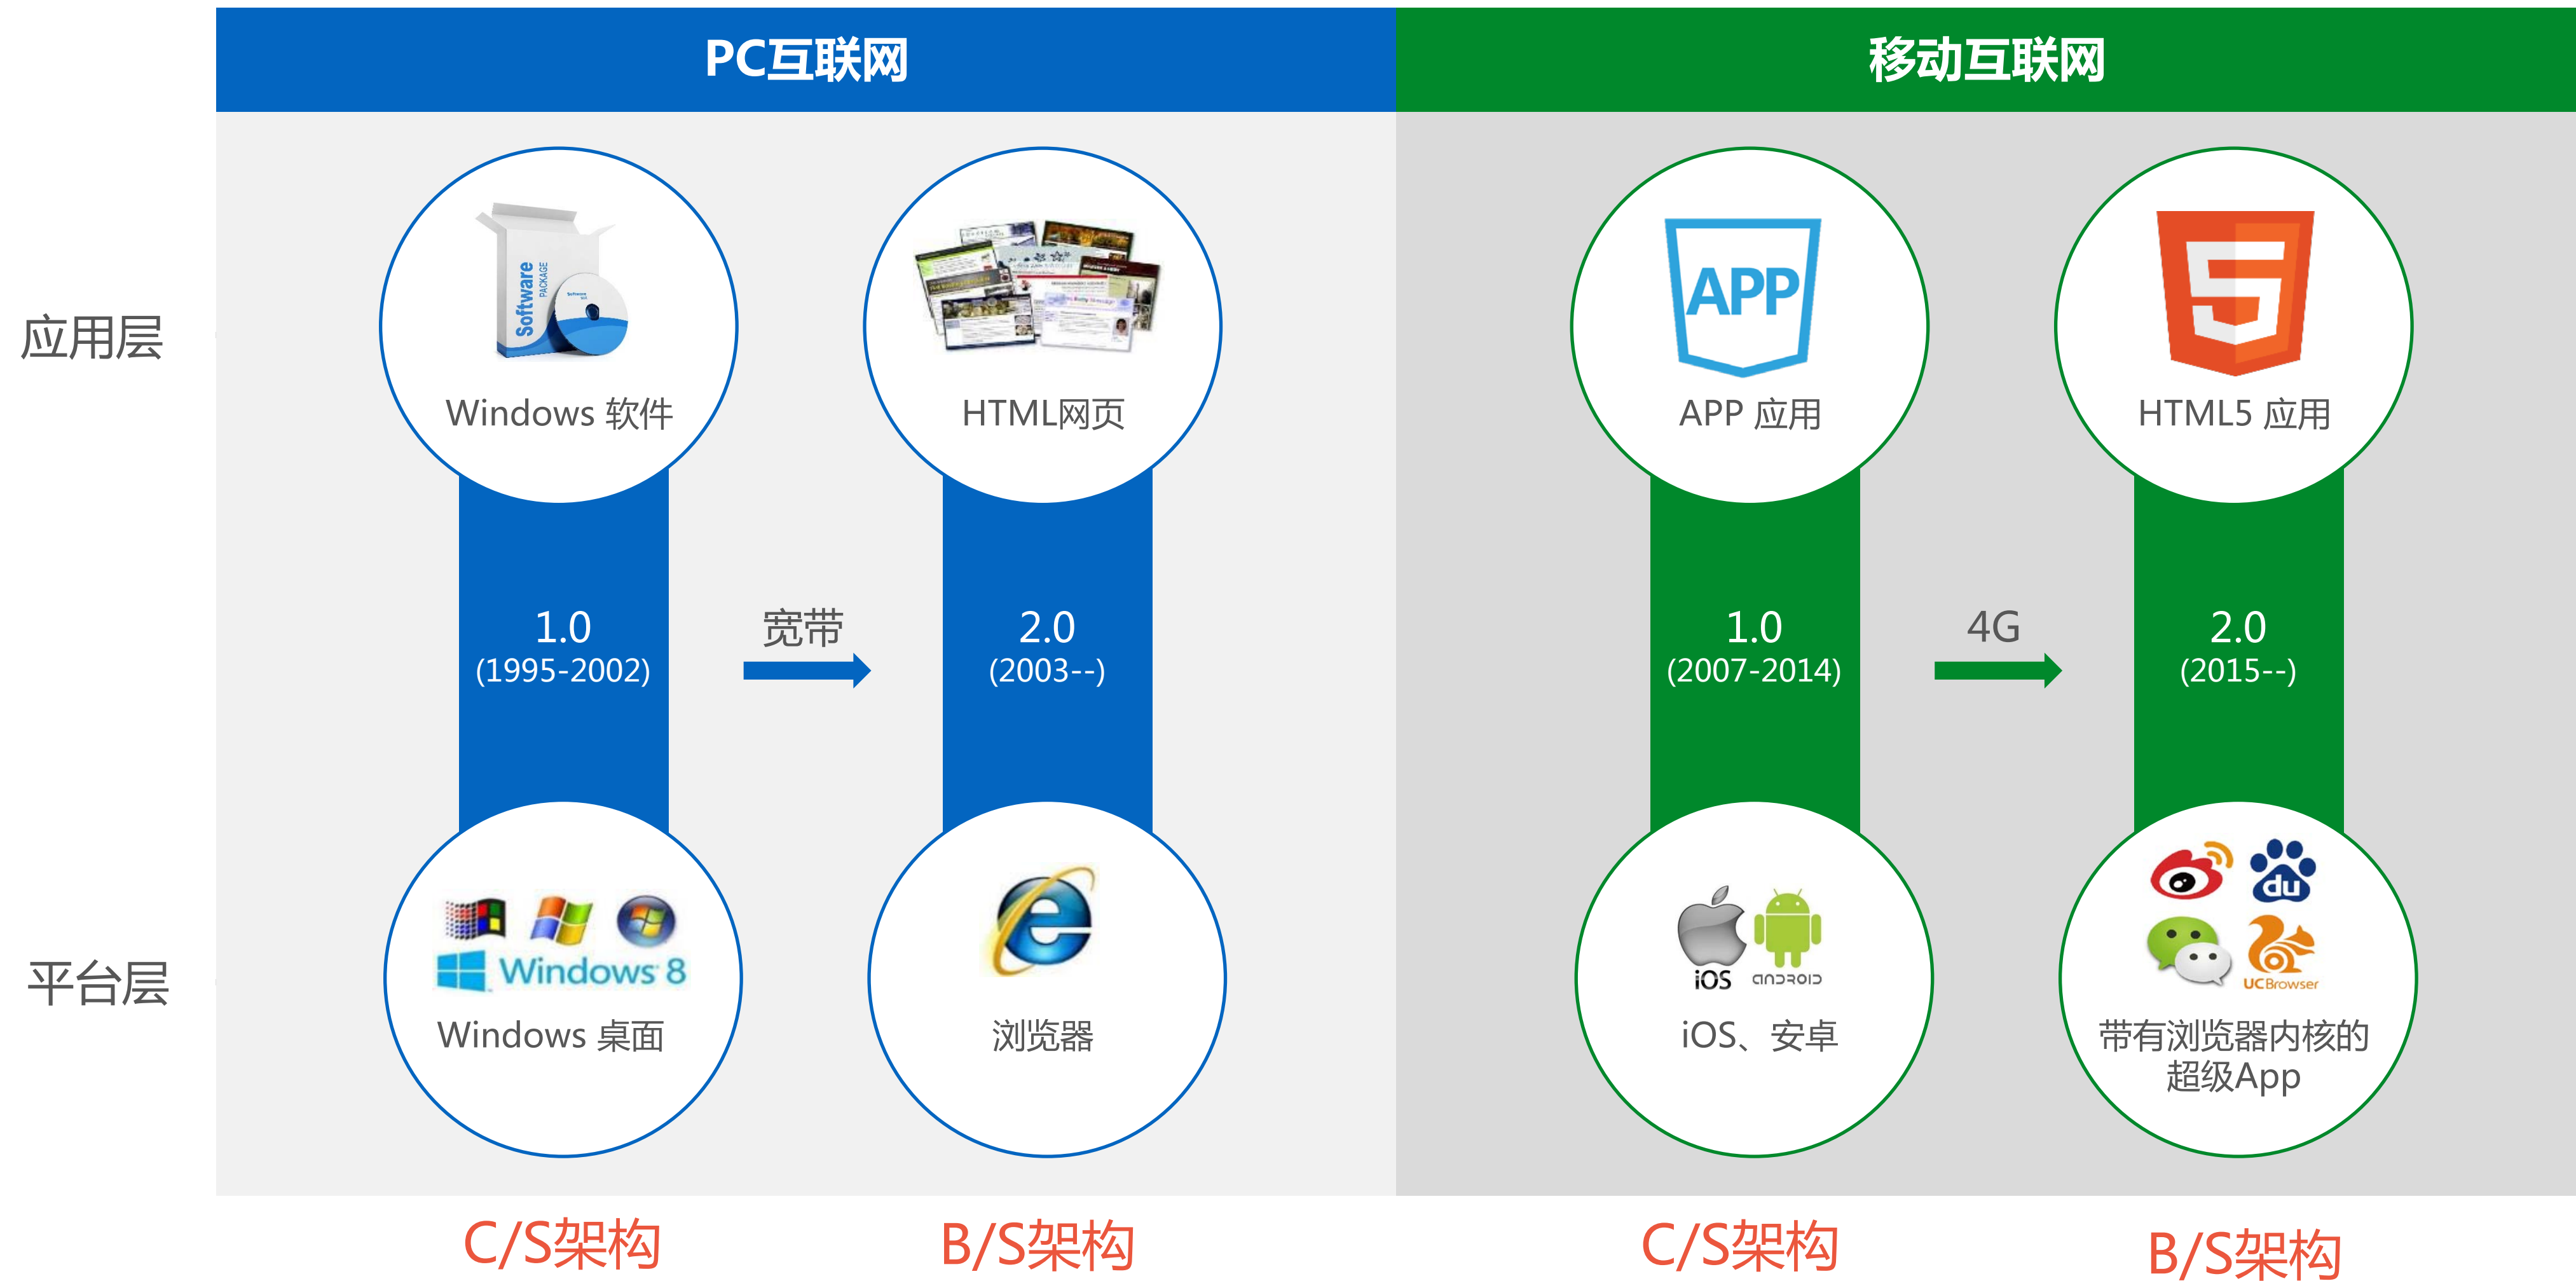 PC互联网
移动互联网
应用层
Software
PACKAGE
Software
Windows 软件
HTML网页
APP
APP 应用
HTML5 应用
1.0
(1995-2002)
宽带
2.0
(2003--)
1.0
(2007-2014)
4G
2.0
(2015--)
平台层
Windows 8
Windows 桌面
浏览器
iOS
ANDROID
iOS、安卓
du
UCBrowser
带有浏览器内核的
超级App
C/S架构
B/S架构
C/S架构
B/S架构